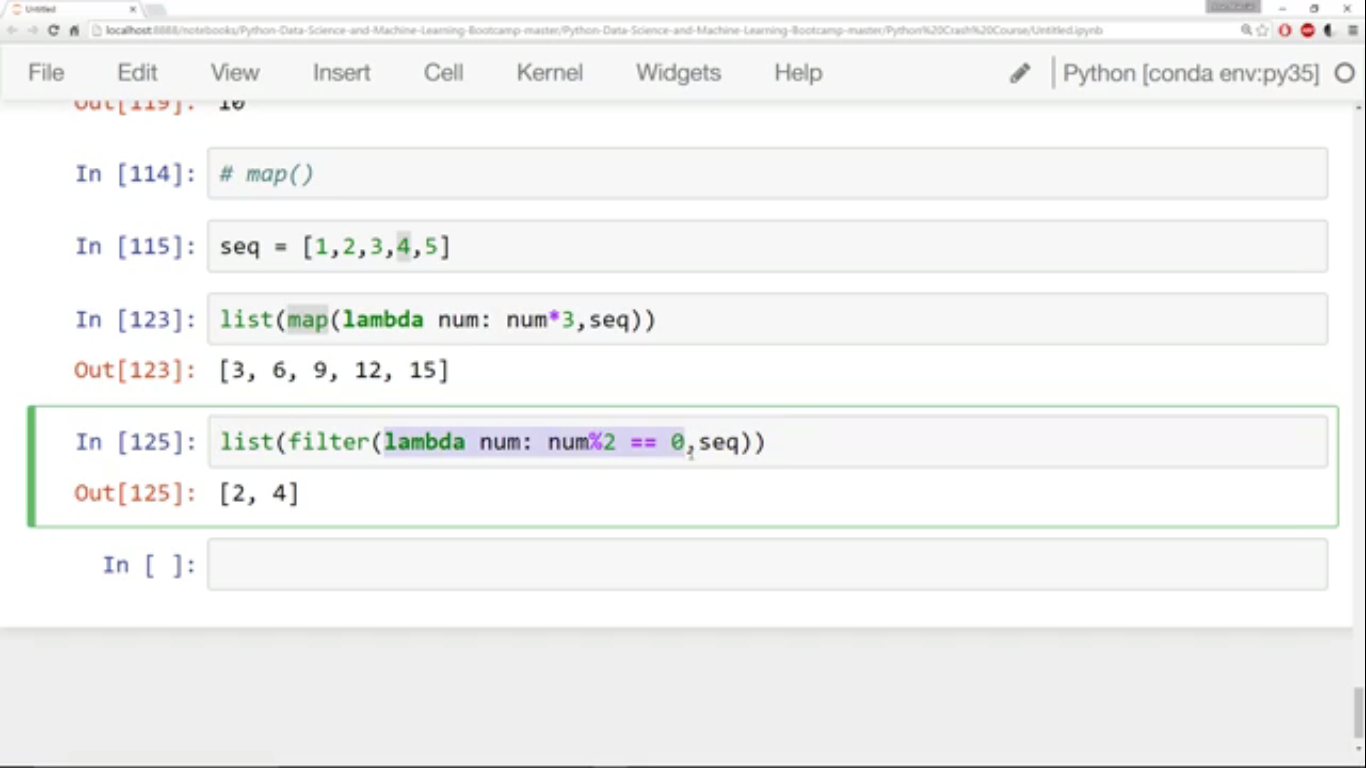 Untitled
localhost:8888/notebooks/Python-Data-Science-and-Machine-Learning-Bootcamp-master/Python-Data-Science-and-Machine-Learning-Bootcamp-master/Python%20Crash%20Course/Untitled.ipynb
File Edit View Insert Cell Kernel Widgets Help Python [conda env:py35]
Out[119]: 10
In [114]: # map()
In [115]: seq = [1,2,3,4,5]
In [123]: list(map(lambda num: num*3,seq))
Out[123]: [3, 6, 9, 12, 15]
In [125]: list(filter(lambda num: num%2 == 0,seq))
Out[125]: [2, 4]
In [ ]: